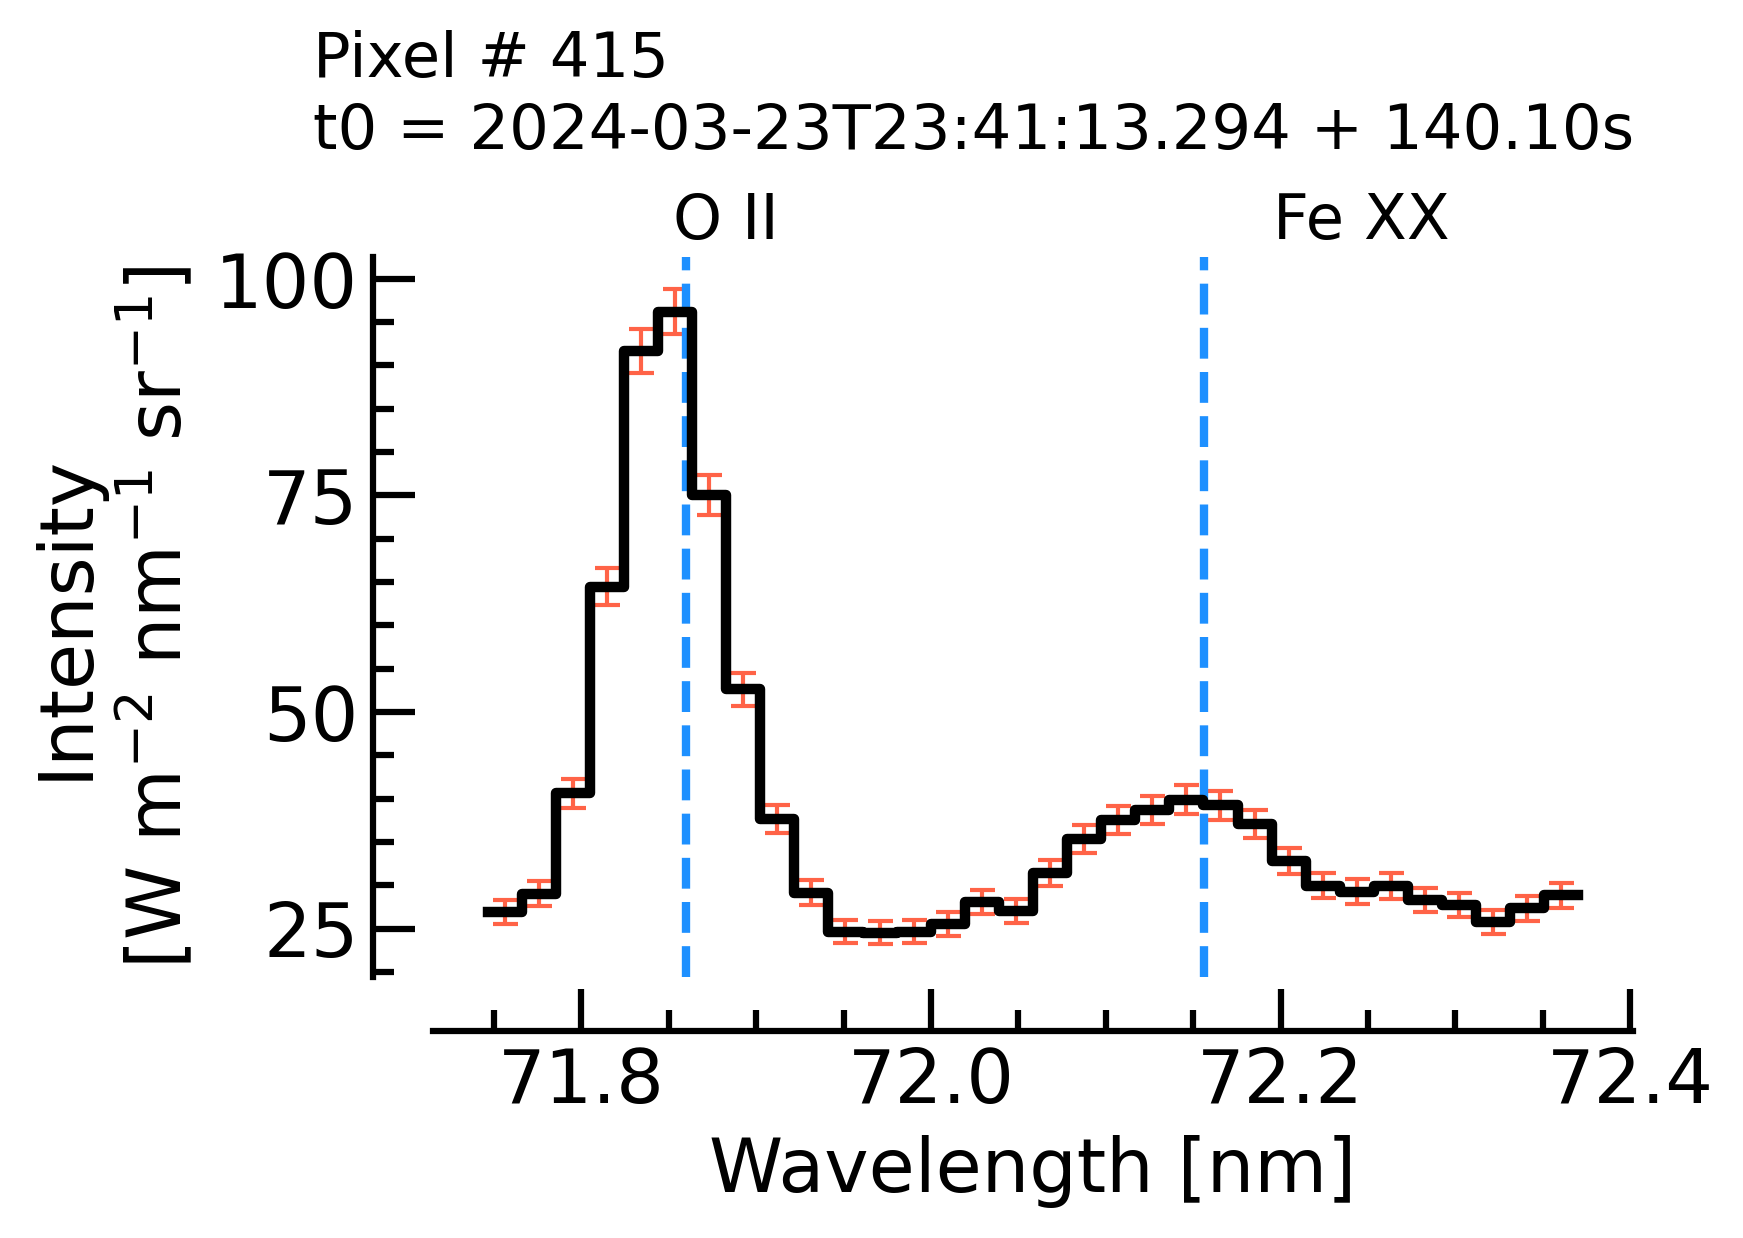 Pixel # 415
t0 = 2024-03-23T23:41:13.294 + 140.10s
O II
Fe XX
Intensity
[W m⁻² nm⁻¹ sr⁻¹]
100
75
50
25
71.8
72.0
72.2
72.4
Wavelength [nm]